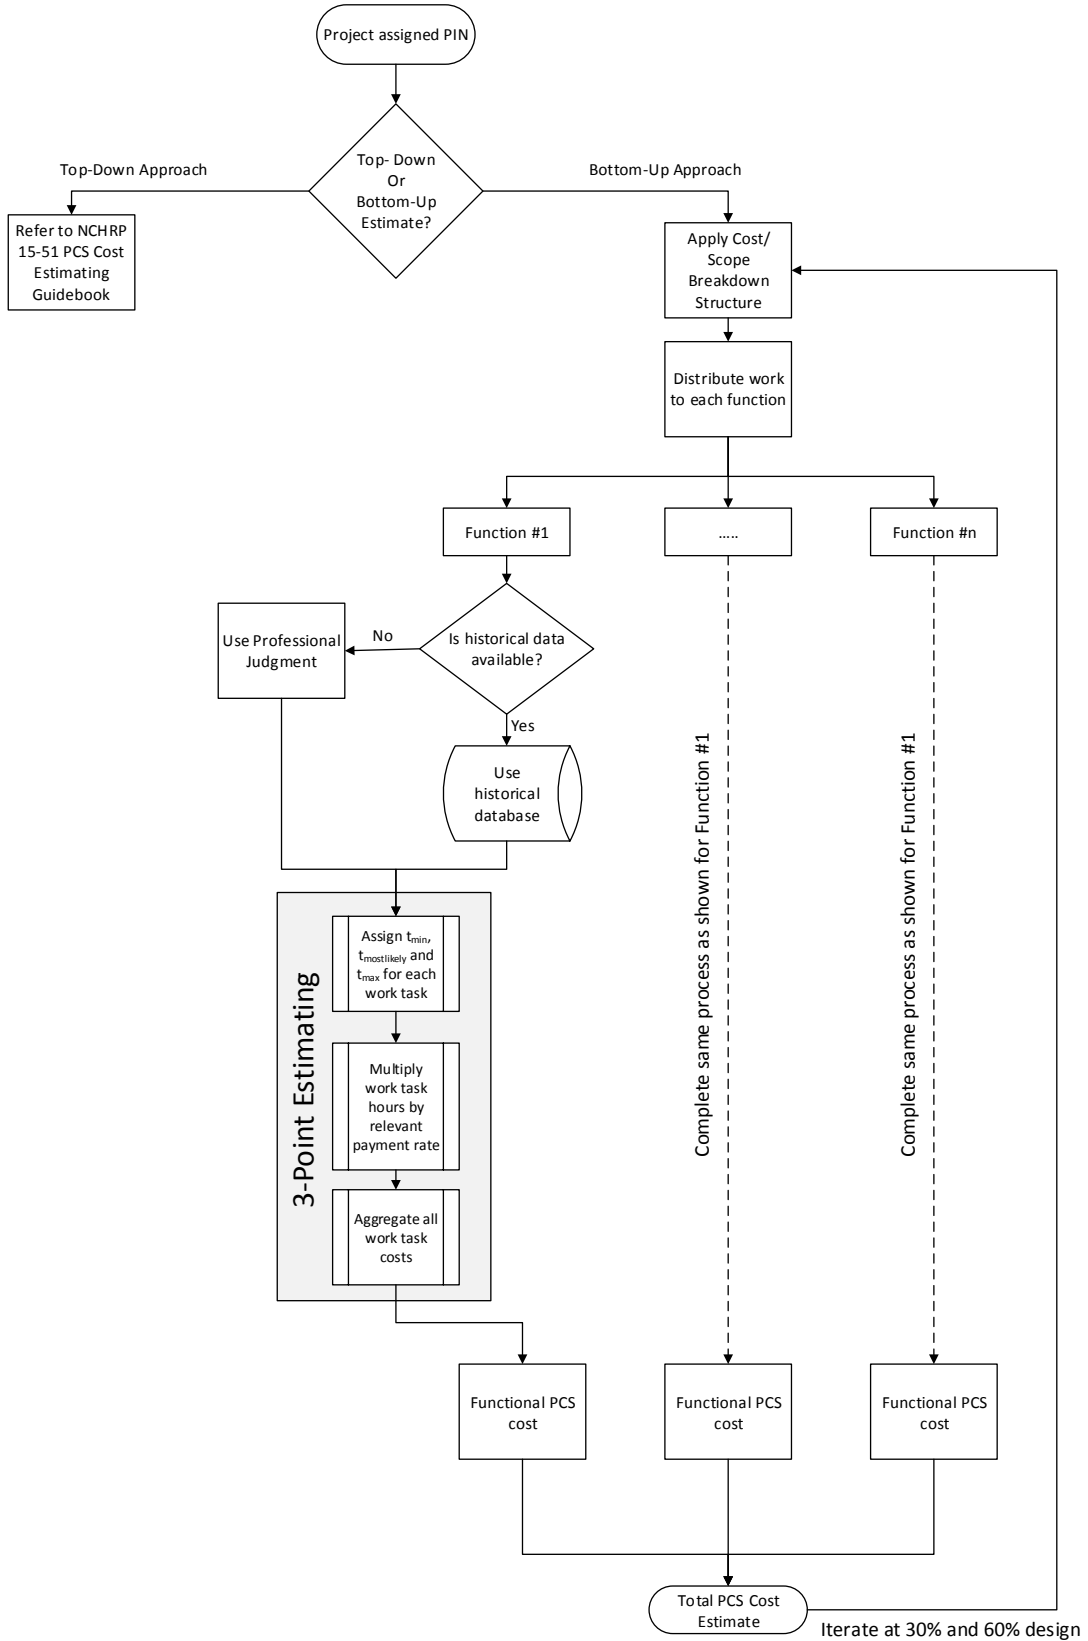 Project assigned PIN
Top- Down
Or
Bottom-Up
Estimate?
Top-Down Approach
Bottom-Up Approach
Refer to NCHRP
15-51 PCS Cost
Estimating
Guidebook
Apply Cost/
Scope
Breakdown
Structure
Distribute work
to each function
Function #1
.....
Function #n
Is historical data
available?
No
Use Professional
Judgment
Yes
Use
historical
database
3-Point Estimating
Assign tmin,
tmostlikely and
tmax for each
work task
Multiply
work task
hours by
relevant
payment rate
Aggregate all
work task
costs
Complete same process as shown for Function #1
Complete same process as shown for Function #1
Functional PCS
cost
Functional PCS
cost
Functional PCS
cost
Total PCS Cost
Estimate
Iterate at 30% and 60% design